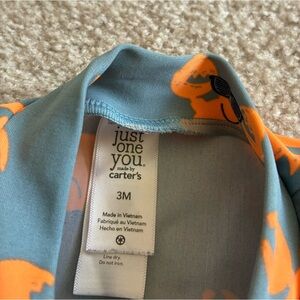 just
one
you.
made by
carter's
3M
Made in Vietnam
Fabriqué au Vietnam
Hecho en Vietnam
Line dry.
Do not iron.